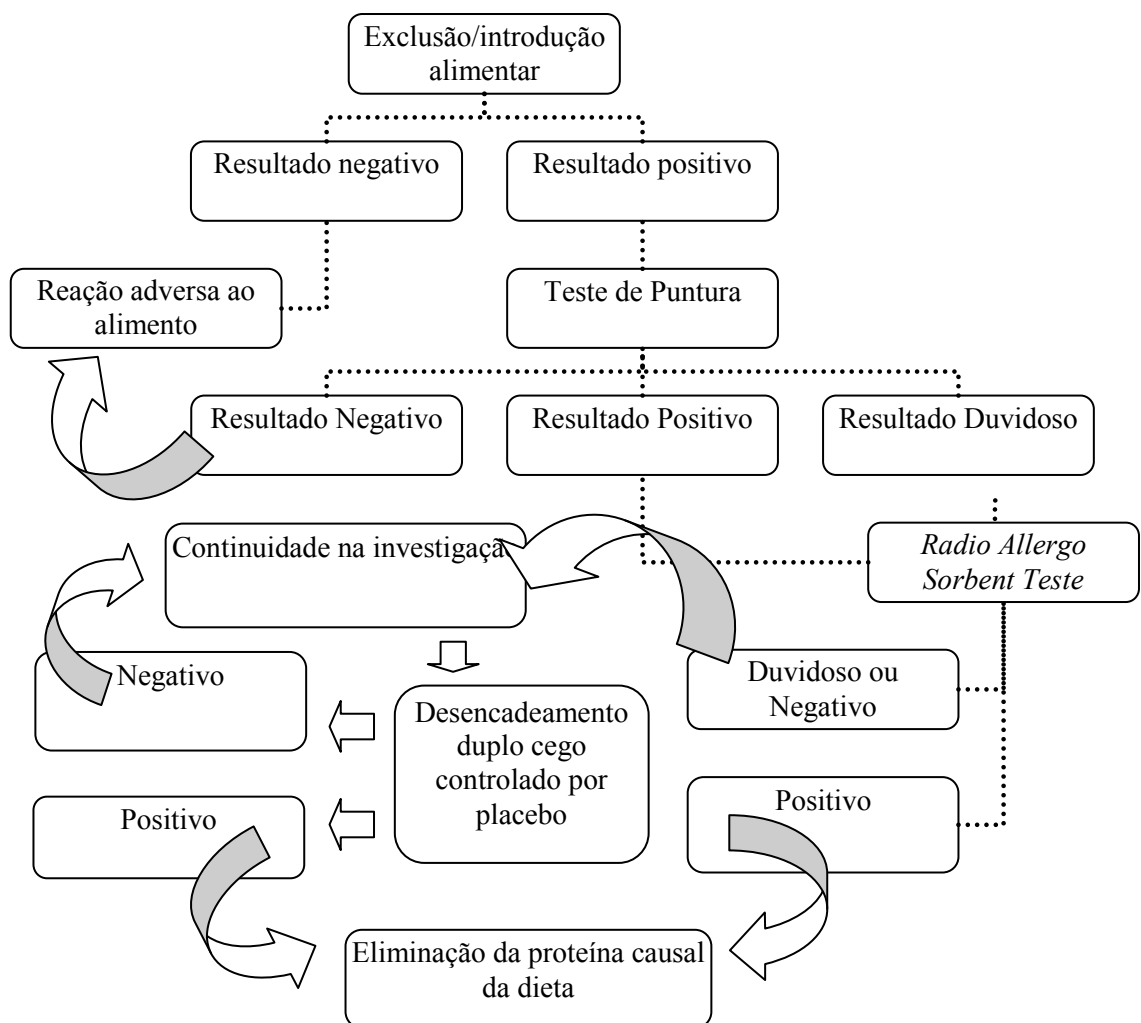 Exclusão/introdução
alimentar
Resultado negativo
Resultado positivo
Reação adversa ao
alimento
Teste de Puntura
Resultado Negativo
Resultado Positivo
Resultado Duvidoso
Continuidade na investigação
Radio Allergo
Sorbent Teste
Negativo
Desencadeamento
duplo cego
controlado por
placebo
Duvidoso ou
Negativo
Positivo
Positivo
Eliminação da proteína causal
da dieta